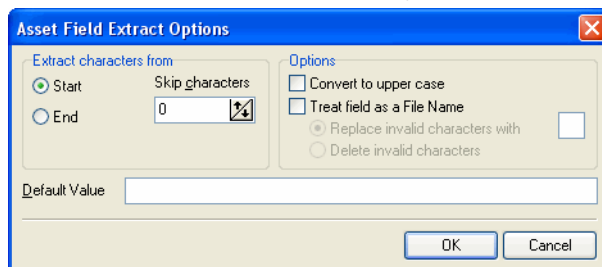 Asset Field Extract Options
Extract characters from
Start
Skip characters
0
End
Options
Convert to upper case
Treat field as a File Name
Replace invalid characters with
Delete invalid characters
Default Value
OK
Cancel